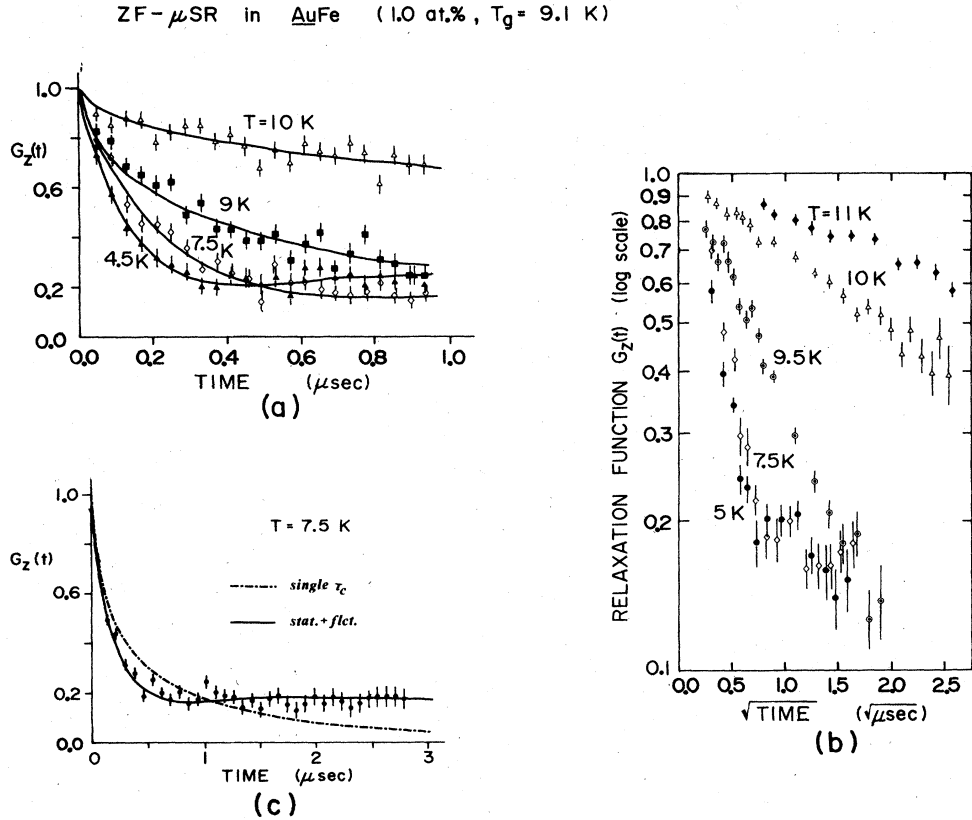 ZF-μSR in AuFe (1.0 at.%, Tg = 9.1 K)
1.0
Gz(t)
0.6
0.2
0.0
T=10 K
9K
7.5K
4.5K
0.0 0.2 0.4 0.6 0.8 1.0
TIME (μsec)
(a)
1.0
Gz(t)
0.6
0.2
0.0
T = 7.5 K
single τc
stat.+flct.
0 1 2 3
TIME (μsec)
(c)
RELAXATION FUNCTION Gz(t) · (log scale)
1.0
0.9
0.8
0.7
0.6
0.5
0.4
0.3
0.2
0.1
T=11K
10K
9.5K
7.5K
5K
0.0 0.5 1.0 1.5 2.0 2.5
√TIME (√μsec)
(b)